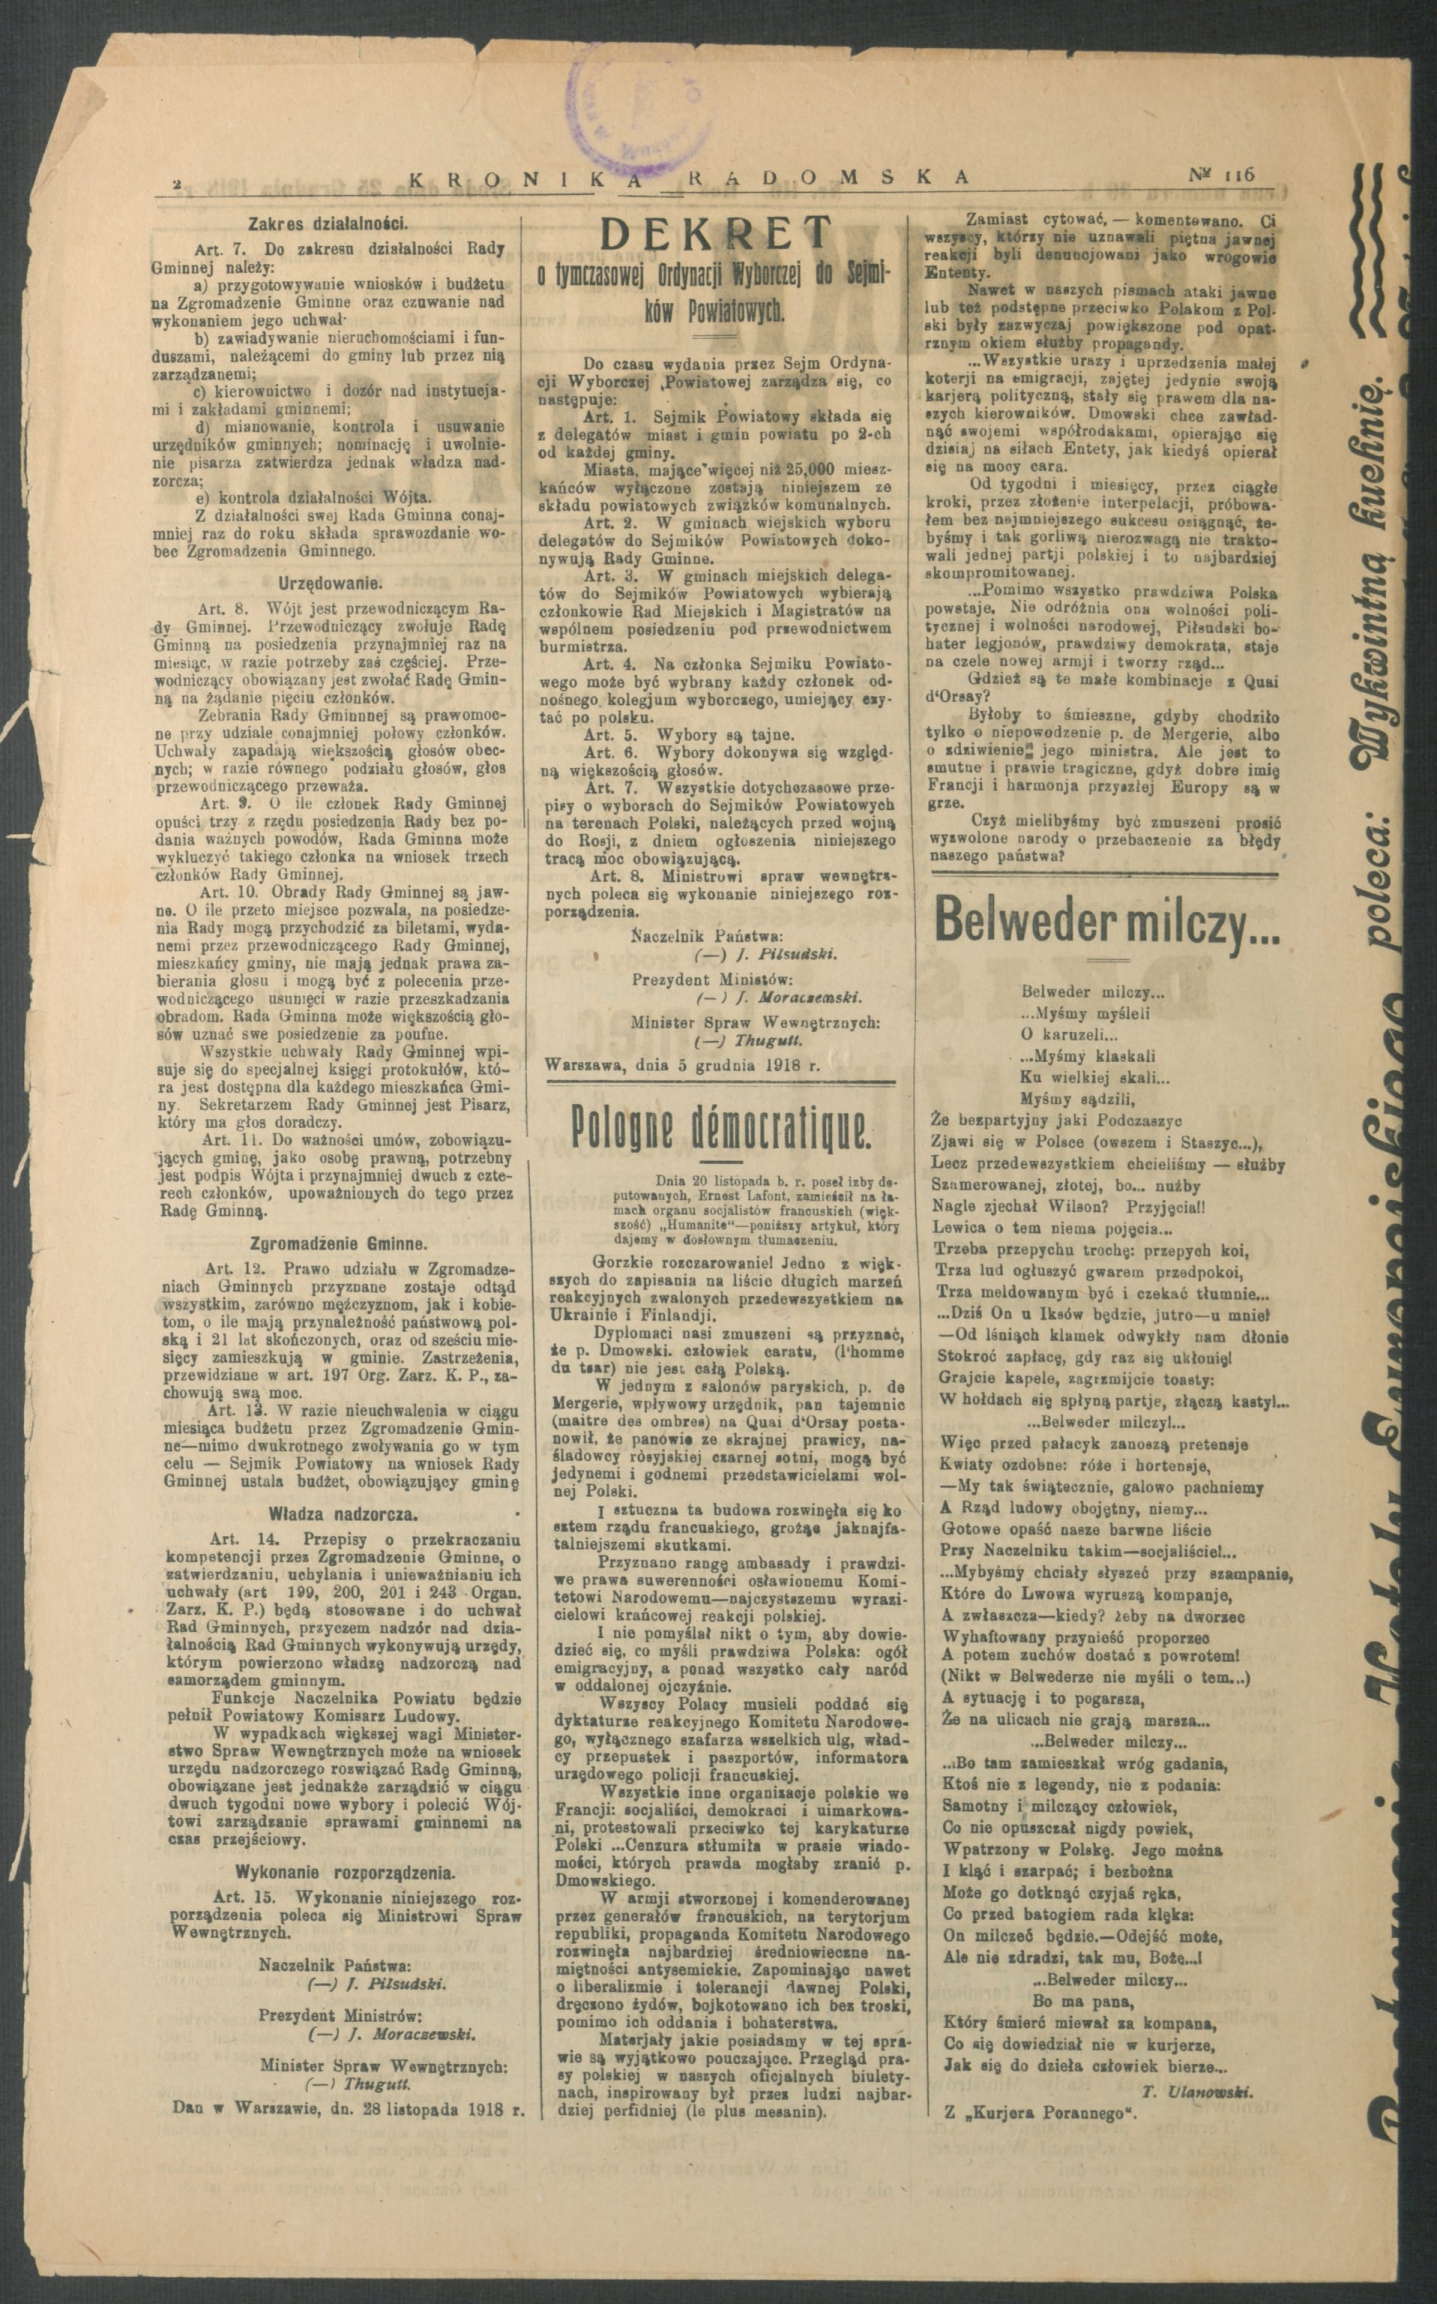 2
KRONIKA RADOMSKA
№ 116
Zakres działalności.
Art. 7. Do zakresu działalności Rady
Gminnej należy:
a) przygotowywanie wniosków i budżetu
na Zgromadzenie Gminne oraz czuwanie nad
wykonaniem jego uchwał·
b) zawiadywanie nieruchomościami i fun-
duszami, należącemi do gminy lub przez nią
zarządzanemi;
c) kierownictwo i dozór nad instytucja-
mi i zakładami gminnemi;
d) mianowanie, kontrola i usuwanie
urzędników gminnych; nominację i uwolnie-
nie pisarza zatwierdza jednak władza nad-
zorcza;
e) kontrola działalności Wójta.
Z działalności swej Rada Gminna conaj-
mniej raz do roku składa sprawozdanie wo-
bec Zgromadzenia Gminnego.
Urzędowanie.
Art. 8. Wójt jest przewodniczącym Ra-
dy Gminnej. Przewodniczący zwołuje Radę
Gminną na posiedzenia przynajmniej raz na
miesiąc, w razie potrzeby zaś częściej. Prze-
wodniczący obowiązany jest zwołać Radę Gmin-
ną na żądanie pięciu członków.
Zebrania Rady Gminnnej są prawomoc-
ne przy udziale conajmniej połowy członków.
Uchwały zapadają większością głosów obec-
nych; w razie równego podziału głosów, głos
przewodniczącego przeważa.
Art. 9. O ile członek Rady Gminnej
opuści trzy z rzędu posiedzenia Rady bez po-
dania ważnych powodów, Rada Gminna może
wykluczyć takiego członka na wniosek trzech
członków Rady Gminnej.
Art. 10. Obrady Rady Gminnej są jaw-
ne. O ile przeto miejsce pozwala, na posiedze-
nia Rady mogą przychodzić za biletami, wyda-
nemi przez przewodniczącego Rady Gminnej,
mieszkańcy gminy, nie mają jednak prawa za-
bierania głosu i mogą być z polecenia prze-
wodniczącego usunięci w razie przeszkadzania
obradom. Rada Gminna może większością gło-
sów uznać swe posiedzenie za poufne.
Wszystkie uchwały Rady Gminnej wpi-
suje się do specjalnej księgi protokułów, któ-
ra jest dostępna dla każdego mieszkańca Gmi-
ny. Sekretarzem Rady Gminnej jest Pisarz,
który ma głos doradczy.
Art. 11. Do ważności umów, zobowiązu-
jących gminę, jako osobę prawną, potrzebny
jest podpis Wójta i przynajmniej dwuch z czte-
rech członków, upoważnionych do tego przez
Radę Gminną.
Zgromadzenie Gminne.
Art. 12. Prawo udziału w Zgromadze-
niach Gminnych przyznane zostaje odtąd
wszystkim, zarówno mężczyznom, jak i kobie-
tom, o ile mają przynależność państwową pol-
ską i 21 lat skończonych, oraz od sześciu mie-
sięcy zamieszkują w gminie. Zastrzeżenia,
przewidziane w art. 197 Org. Zarz. K. P., za-
chowują swą moc.
Art. 13. W razie nieuchwalenia w ciągu
miesiąca budżetu przez Zgromadzenie Gmin-
ne—mimo dwukrotnego zwoływania go w tym
celu — Sejmik Powiatowy na wniosek Rady
Gminnej ustala budżet, obowiązujący gminę
Władza nadzorcza.
Art. 14. Przepisy o przekraczaniu
kompetencji przez Zgromadzenie Gminne, o
zatwierdzaniu, uchylania i unieważnianiu ich
uchwały (art 199, 200, 201 i 243 Organ.
Zarz. K. P.) będą stosowane i do uchwał
Rad Gminnych, przyczem nadzór nad dzia-
łalnością Rad Gminnych wykonywują urzędy,
którym powierzono władzę nadzorczą nad
samorządem gminnym.
Funkcje Naczelnika Powiatu będzie
pełnił Powiatowy Komisarz Ludowy.
W wypadkach większej wagi Minister-
stwo Spraw Wewnętrznych może na wniosek
urzędu nadzorczego rozwiązać Radę Gminną,
obowiązane jest jednakże zarządzić w ciągu
dwuch tygodni nowe wybory i polecić Wój-
towi zarządzanie sprawami gminnemi na
czas przejściowy.
Wykonanie rozporządzenia.
Art. 15. Wykonanie niniejszego roz-
porządzenia poleca się Ministrowi Spraw
Wewnętrznych.
Naczelnik Państwa:
(—) J. Piłsudski.
Prezydent Ministrów:
(—) J. Moraczewski.
Minister Spraw Wewnętrznych:
(—) Thugutt.
Dan w Warszawie, dn. 28 listopada 1918 r.
DEKRET
o tymczasowej Ordynacji Wyborczej do Sejmi-
ków Powiatowych.
Do czasu wydania przez Sejm Ordyna-
cji Wyborczej Powiatowej zarządza się, co
następuje:
Art. 1. Sejmik Powiatowy składa się
z delegatów miast i gmin powiatu po 2-ch
od każdej gminy.
Miasta, mające więcej niż 25,000 miesz-
kańców wyłączone zostają niniejszem ze
składu powiatowych związków komunalnych.
Art. 2. W gminach wiejskich wyboru
delegatów do Sejmików Powiatowych doko-
nywują Rady Gminne.
Art. 3. W gminach miejskich delega-
tów do Sejmików Powiatowych wybierają
członkowie Rad Miejskich i Magistratów na
wspólnem posiedzeniu pod przewodnictwem
burmistrza.
Art. 4. Na członka Sejmiku Powiato-
wego może być wybrany każdy członek od-
nośnego kolegjum wyborczego, umiejący czy-
tać po polsku.
Art. 5. Wybory są tajne.
Art. 6. Wybory dokonywa się względ-
ną większością głosów.
Art. 7. Wszystkie dotychczasowe prze-
pisy o wyborach do Sejmików Powiatowych
na terenach Polski, należących przed wojną
do Rosji, z dniem ogłoszenia niniejszego
tracą moc obowiązującą.
Art. 8. Ministrowi spraw wewnętrz-
nych poleca się wykonanie niniejszego roz-
porządzenia.
Naczelnik Państwa:
(—) J. Piłsudski.
Prezydent Ministów:
(—) J. Moraczewski.
Minister Spraw Wewnętrznych:
(—) Thugutt.
Warszawa, dnia 5 grudnia 1918 r.
Pologne démocratique.
Dnia 20 listopada b. r. poseł izby de-
putowanych, Ernest Lafont, zamieścił na ła-
mach organu socjalistów francuskich (więk-
szość) „Humanite“—poniższy artykuł, który
dajemy w dosłownym tłumaczeniu.
Gorzkie rozczarowanie! Jedno z więk-
szych do zapisania na liście długich marzeń
reakcyjnych zwalonych przedewszystkiem na
Ukrainie i Finlandji.
Dyplomaci nasi zmuszeni są przyznać,
że p. Dmowski. człowiek caratu, (l'homme
du tsar) nie jest całą Polską.
W jednym z salonów paryskich, p. de
Mergerie, wpływowy urzędnik, pan tajemnic
(maitre des ombres) na Quai d'Orsay posta-
nowił, że panowie ze skrajnej prawicy, na-
śladowcy rosyjskiej czarnej sotni, mogą być
jedynemi i godnemi przedstawicielami wol-
nej Polski.
I sztuczna ta budowa rozwinęła się ko
sztem rządu francuskiego, grożąc jaknajfa-
talniejszemi skutkami.
Przyznano rangę ambasady i prawdzi-
we prawa suwerenności osławionemu Komi-
tetowi Narodowemu—najczystszemu wyrazi-
cielowi krańcowej reakcji polskiej.
I nie pomyślał nikt o tym, aby dowie-
dzieć się, co myśli prawdziwa Polska: ogół
emigracyjny, a ponad wszystko cały naród
w oddalonej ojczyźnie.
Wszyscy Polacy musieli poddać się
dyktaturze reakcyjnego Komitetu Narodowe-
go, wyłącznego szafarza wszelkich ulg, wład-
cy przepustek i paszportów, informatora
urzędowego policji francuskiej.
Wszystkie inne organizacje polskie we
Francji: socjaliści, demokraci i uimarkowa-
ni, protestowali przeciwko tej karykaturze
Polski ...Cenzura stłumiła w prasie wiado-
mości, których prawda mogłaby zranić p.
Dmowskiego.
W armji stworzonej i komenderowanej
przez generałów francuskich, na terytorjum
republiki, propaganda Komitetu Narodowego
rozwinęła najbardziej średniowieczne na-
miętności antysemickie. Zapominając nawet
o liberalizmie i tolerancji dawnej Polski,
dręczono żydów, bojkotowano ich bez troski,
pomimo ich oddania i bohaterstwa.
Materjały jakie posiadamy w tej spra-
wie są wyjątkowo pouczające. Przegląd pra-
sy polskiej w naszych oficjalnych biulety-
nach, inspirowany był przez ludzi najbar-
dziej perfidniej (le plus mesanin).
Zamiast cytować, — komentowano. Ci
wszyscy, którzy nie uznawali piętna jawnej
reakcji byli denuncjowani jako wrogowie
Ententy.
Nawet w naszych pismach ataki jawne
lub też podstępne przeciwko Polakom z Pol-
ski były zazwyczaj powiększone pod opat-
rznym okiem służby propagandy.
...Wszystkie urazy i uprzedzenia małej
koterji na emigracji, zajętej jedynie swoją
karjerą polityczną, stały się prawem dla na-
szych kierowników. Dmowski chce zawład-
nąć swojemi współrodakami, opierając się
dzisiaj na siłach Entety, jak kiedyś opierał
się na mocy cara.
Od tygodni i miesięcy, przez ciągłe
kroki, przez złożenie interpelacji, próbowa-
łem bez najmniejszego sukcesu osiągnąć, że-
byśmy i tak gorliwą nierozwagą nie trakto-
wali jednej partji polskiej i to najbardziej
skompromitowanej.
...Pomimo wszystko prawdziwa Polska
powstaje. Nie odróżnia ona wolności poli-
tycznej i wolności narodowej, Piłsudski bo-
hater legjonów, prawdziwy demokrata, staje
na czele nowej armji i tworzy rząd...
Gdzież są te małe kombinacje z Quai
d'Orsay?
Byłoby to śmieszne, gdyby chodziło
tylko o niepowodzenie p. de Mergerie, albo
o zdziwienie jego ministra. Ale jest to
smutne i prawie tragiczne, gdyż dobre imię
Francji i harmonja przyszłej Europy są w
grze.
Czyż mielibyśmy być zmuszeni prosić
wyzwolone narody o przebaczenie za błędy
naszego państwa?
Belweder milczy...
Belweder milczy...
...Myśmy myśleli
O karuzeli...
...Myśmy klaskali
Ku wielkiej skali...
Myśmy sądzili,
Że bezpartyjny jaki Podczaszyc
Zjawi się w Polsce (owszem i Staszyc...),
Lecz przedewszystkiem chcieliśmy — służby
Szamerowanej, złotej, bo... nużby
Nagle zjechał Wilson? Przyjęcia!!
Lewica o tem niema pojęcia...
Trzeba przepychu trochę: przepych koi,
Trza lud ogłuszyć gwarem przedpokoi,
Trza meldowanym być i czekać tłumnie...
...Dziś On u Iksów będzie, jutro—u mnie!
—Od lśniąch klamek odwykły nam dłonie
Stokroć zapłacę, gdy raz się ukłonię!
Grajcie kapele, zagrzmijcie toasty:
W hołdach się spłyną partje, złączą kasty!...
...Belweder milczy!...
Więc przed pałacyk zanoszą pretensje
Kwiaty ozdobne: róże i hortensje,
—My tak świątecznie, galowo pachniemy
A Rząd ludowy obojętny, niemy...
Gotowe opaść nasze barwne liście
Przy Naczelniku takim—socjaliście!...
...Mybyśmy chciały słyszeć przy szampanie,
Które do Lwowa wyruszą kompanje,
A zwłaszcza—kiedy? żeby na dworzec
Wyhaftowany przynieść proporzec
A potem zuchów dostać z powrotem!
(Nikt w Belwederze nie myśli o tem...)
A sytuację i to pogarsza,
Że na ulicach nie grają marsza...
...Belweder milczy...
...Bo tam zamieszkał wróg gadania,
Ktoś nie z legendy, nie z podania:
Samotny i milczący człowiek,
Co nie opuszczał nigdy powiek,
Wpatrzony w Polskę. Jego można
I kląć i szarpać; i bezbożna
Może go dotknąć czyjaś ręka,
Co przed batogiem rada klęka:
On milczeć będzie.—Odejść może,
Ale nie zdradzi, tak mu, Boże...!
...Belweder milczy...
Bo ma pana,
Który śmierć miewał za kompana,
Co się dowiedział nie w kurjerze,
Jak się do dzieła człowiek bierze...
T. Ulanowski.
Z „Kurjera Porannego“.
poleca: Wykwintną kuchnię.